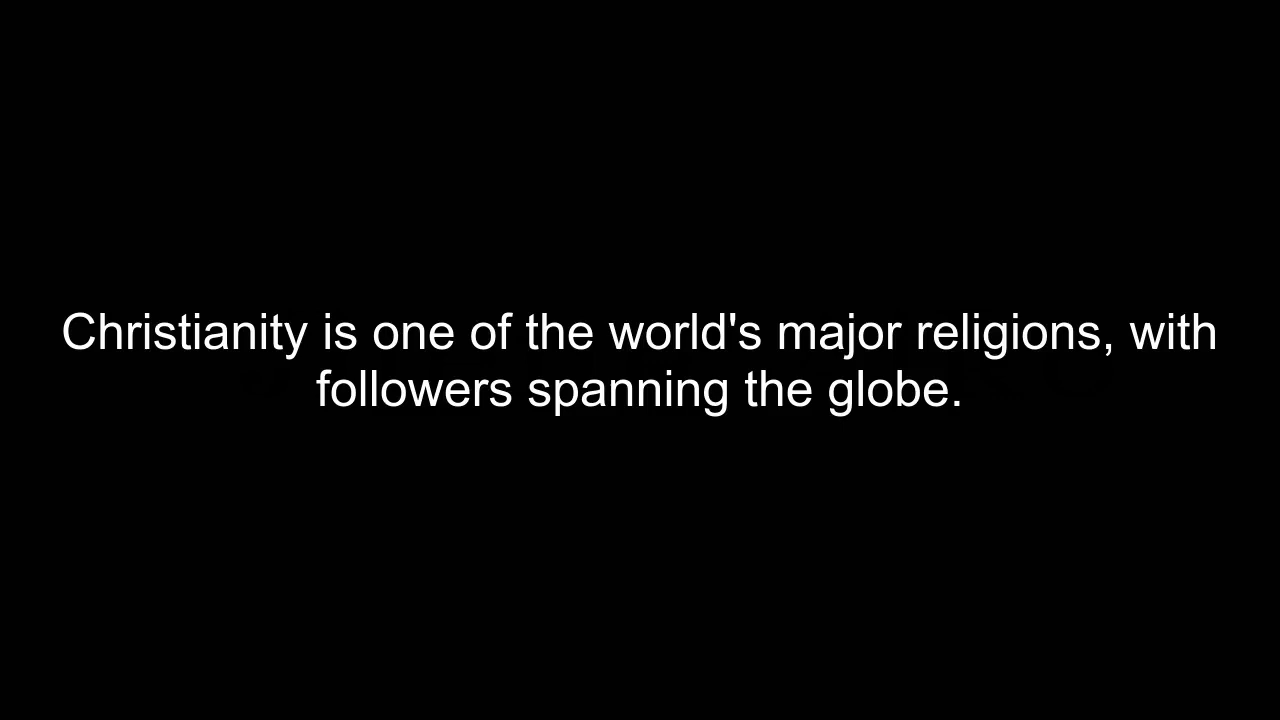 Christianity is one of the world's major religions, with
followers spanning the globe.